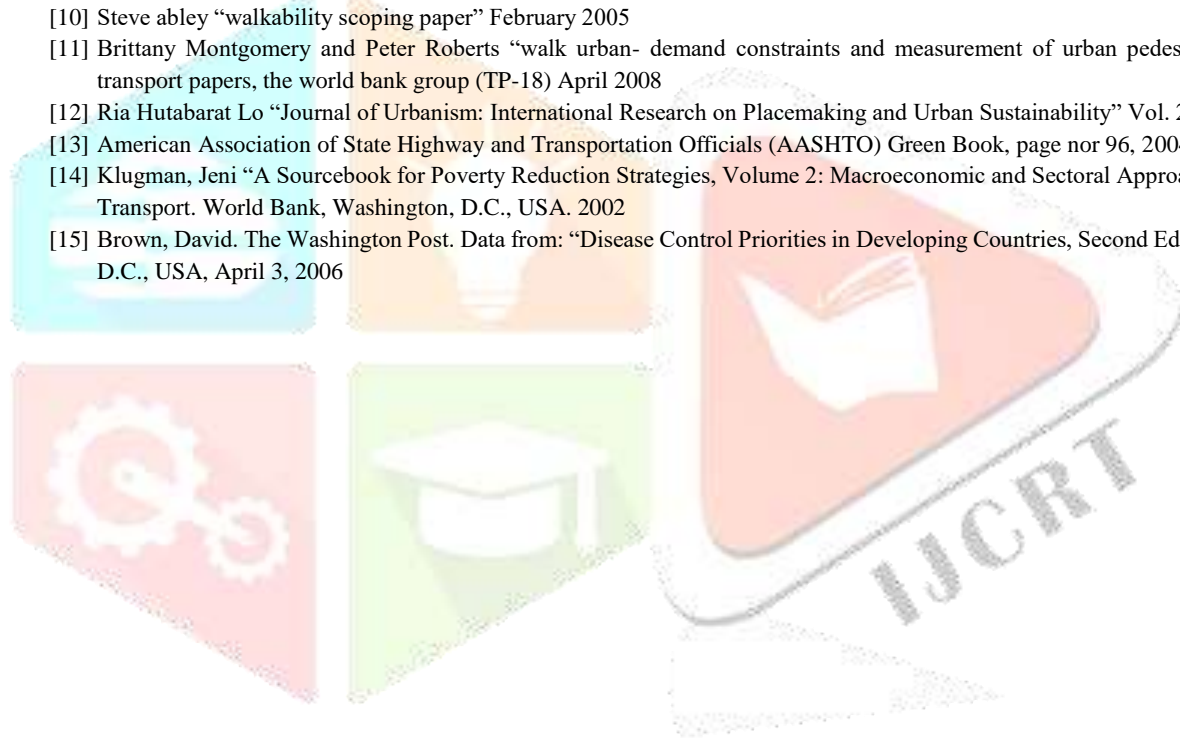 [10] Steve abley “walkability scoping paper” February 2005
[11] Brittany Montgomery and Peter Roberts “walk urban- demand constraints and measurement of urban pedes
transport papers, the world bank group (TP-18) April 2008
[12] Ria Hutabarat Lo “Journal of Urbanism: International Research on Placemaking and Urban Sustainability” Vol. 2
[13] American Association of State Highway and Transportation Officials (AASHTO) Green Book, page nor 96, 200
[14] Klugman, Jeni “A Sourcebook for Poverty Reduction Strategies, Volume 2: Macroeconomic and Sectoral Approa
Transport. World Bank, Washington, D.C., USA. 2002
[15] Brown, David. The Washington Post. Data from: “Disease Control Priorities in Developing Countries, Second Ed
D.C., USA, April 3, 2006
IJCRT